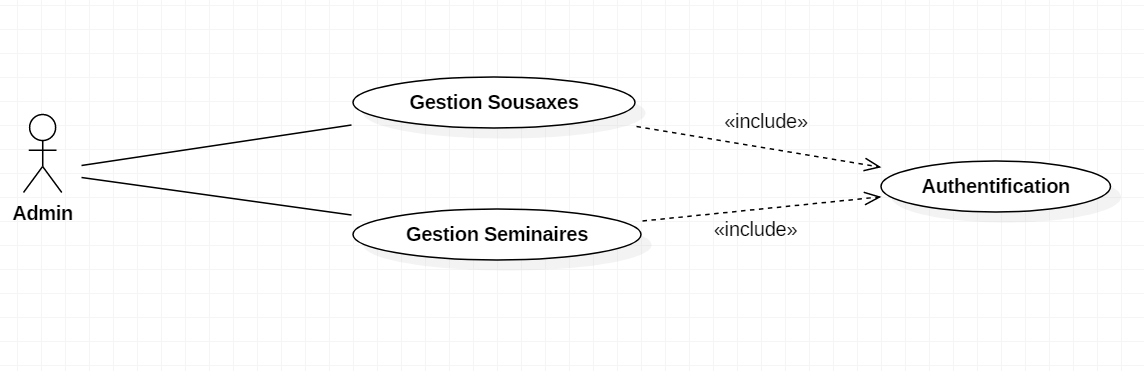 Gestion Sousaxes
«include»
Authentification
Admin
Gestion Seminaires
«include»